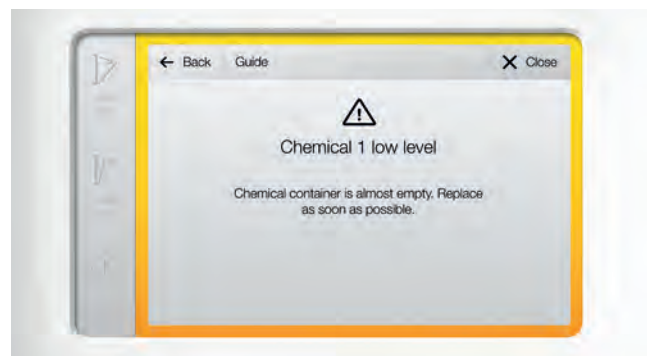 ← Back Guide X Close
Chemical 1 low level
Chemical container is almost empty. Replace
as soon as possible.